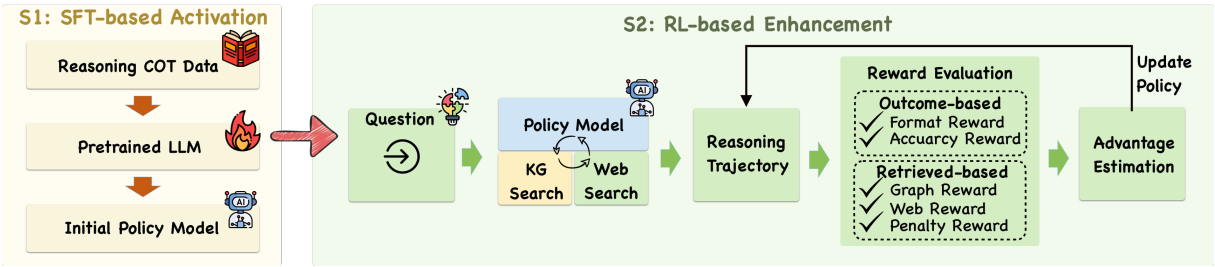 S1: SFT-based Activation
Reasoning COT Data
Pretrained LLM
Initial Policy Model
AI
S2: RL-based Enhancement
Question
Policy Model
AI
KG
Search
Web
Search
Reasoning
Trajectory
Reward Evaluation
Outcome-based
Format Reward
Accuarcy Reward
Retrieved-based
Graph Reward
Web Reward
Penalty Reward
Update
Policy
Advantage
Estimation